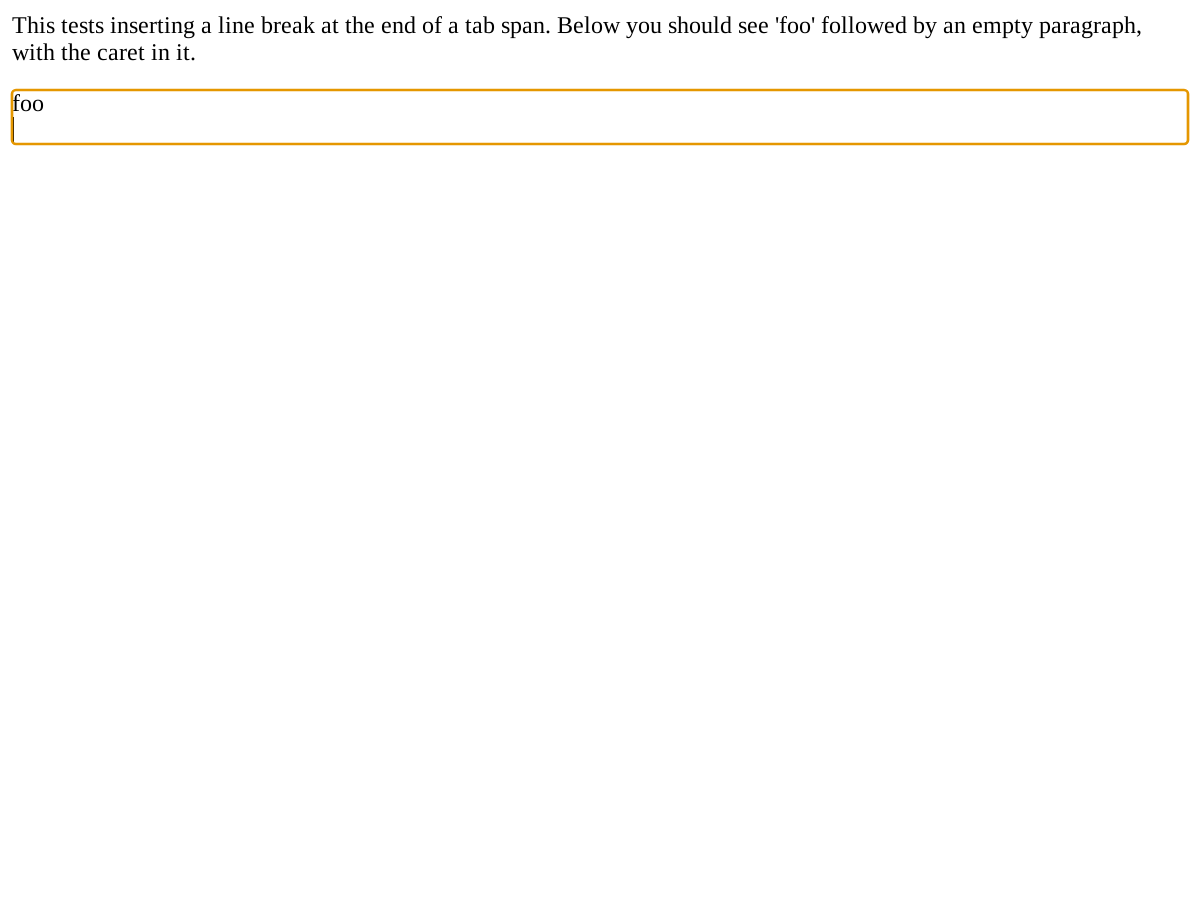 This tests inserting a line break at the end of a tab span. Below you should see 'foo' followed by an empty paragraph,
with the caret in it.
foo